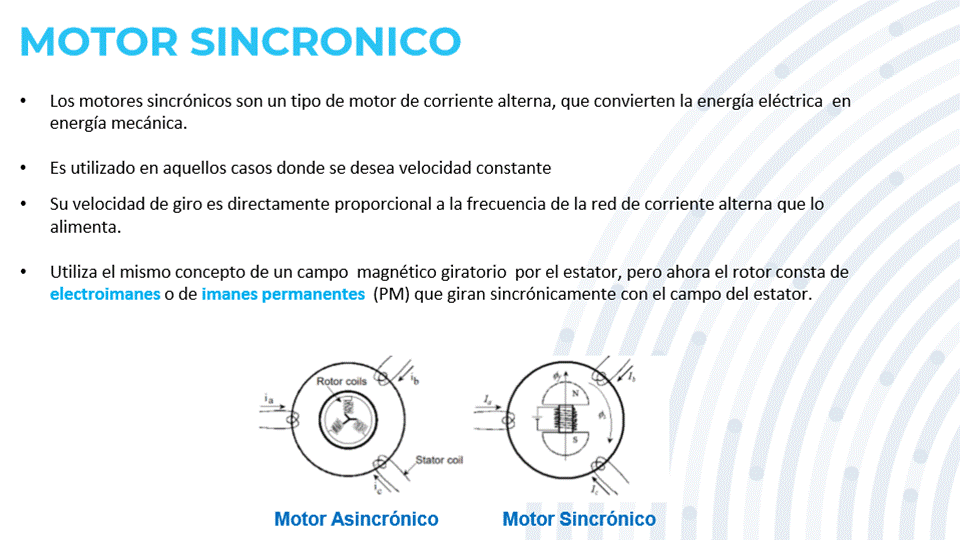 MOTOR SINCRONICO
• Los motores sincrónicos son un tipo de motor de corriente alterna, que convierten la energía eléctrica en
energía mecánica.
• Es utilizado en aquellos casos donde se desea velocidad constante
• Su velocidad de giro es directamente proporcional a la frecuencia de la red de corriente alterna que lo
alimenta.
• Utiliza el mismo concepto de un campo magnético giratorio por el estator, pero ahora el rotor consta de
electroimanes o de imanes permanentes (PM) que giran sincrónicamente con el campo del estator.
Rotor coils
i_a
i_b
i_c
Stator coil
I_a
I_b
I_c
N
S
Motor Asincrónico
Motor Sincrónico